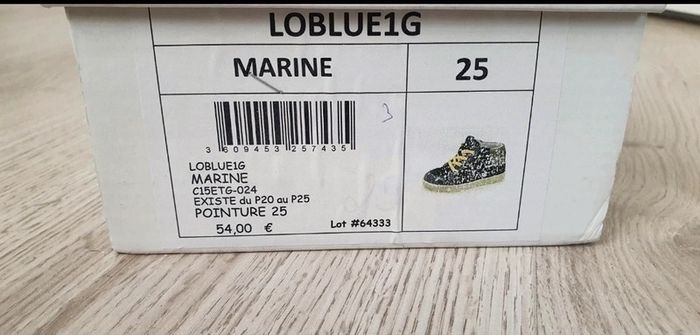 LOBLUE1G
MARINE
25
3
3 609453 257435
LOBLUE1G
MARINE
C15ETG-024
EXISTE du P20 au P25
POINTURE 25
54,00 €
Lot #64333